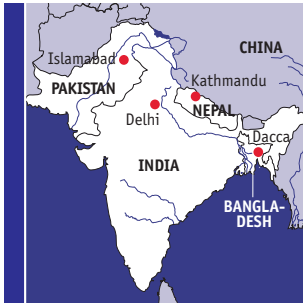 CHINA
Islamabad
PAKISTAN
Kathmandu
NEPAL
Delhi
Dacca
INDIA
BANGLA-
DESH